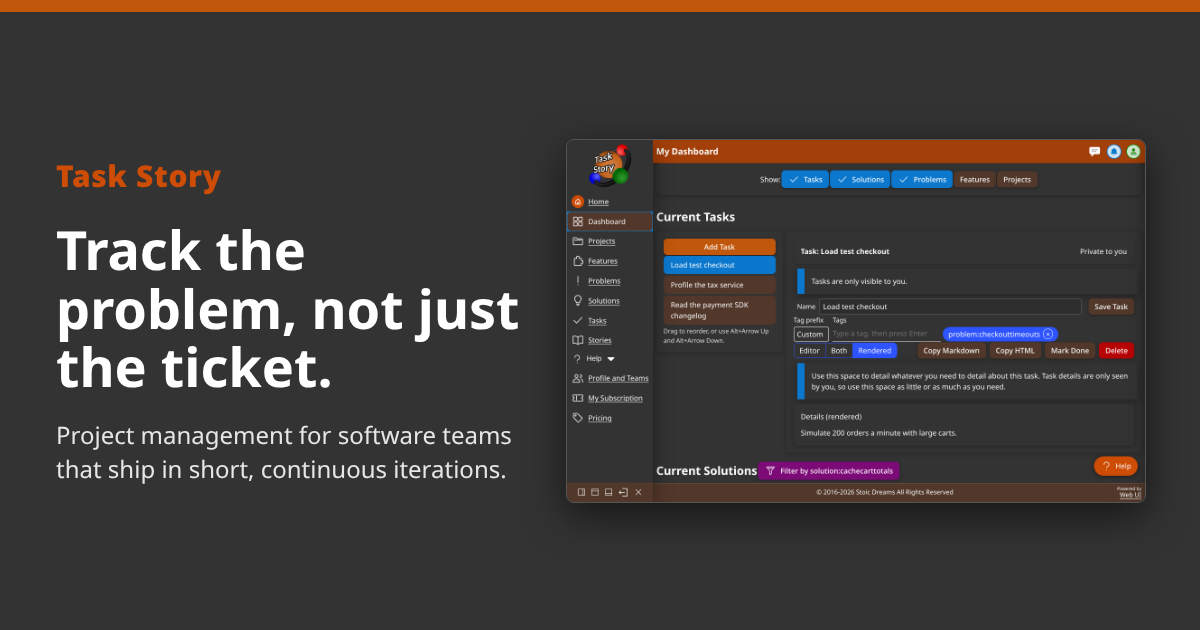 Task Story
Track the
problem, not just
the ticket.
Project management for software teams
that ship in short, continuous iterations.
Task
Story
My Dashboard
Show: Tasks Solutions Problems Features Projects
Home
Dashboard
Projects
Features
Problems
Solutions
Tasks
Stories
Help
Profile and Teams
My Subscription
Pricing
Current Tasks
Add Task
Load test checkout
Profile the tax service
Read the payment SDK
changelog
Drag to reorder, or use Alt+Arrow Up
and Alt+Arrow Down.
Task: Load test checkout Private to you
Tasks are only visible to you.
Name Load test checkout Save Task
Tag prefix Tags
Custom Type a tag, then press Enter problem:checkouttimeouts
Editor Both Rendered Copy Markdown Copy HTML Mark Done Delete
Use this space to detail whatever you need to detail about this task. Task details are only seen
by you, so use this space as little or as much as you need.
Details (rendered)
Simulate 200 orders a minute with large carts.
Current Solutions Filter by solution:cachecarttotals
Help
© 2016-2026 Stoic Dreams All Rights Reserved
Powered by
Web UI